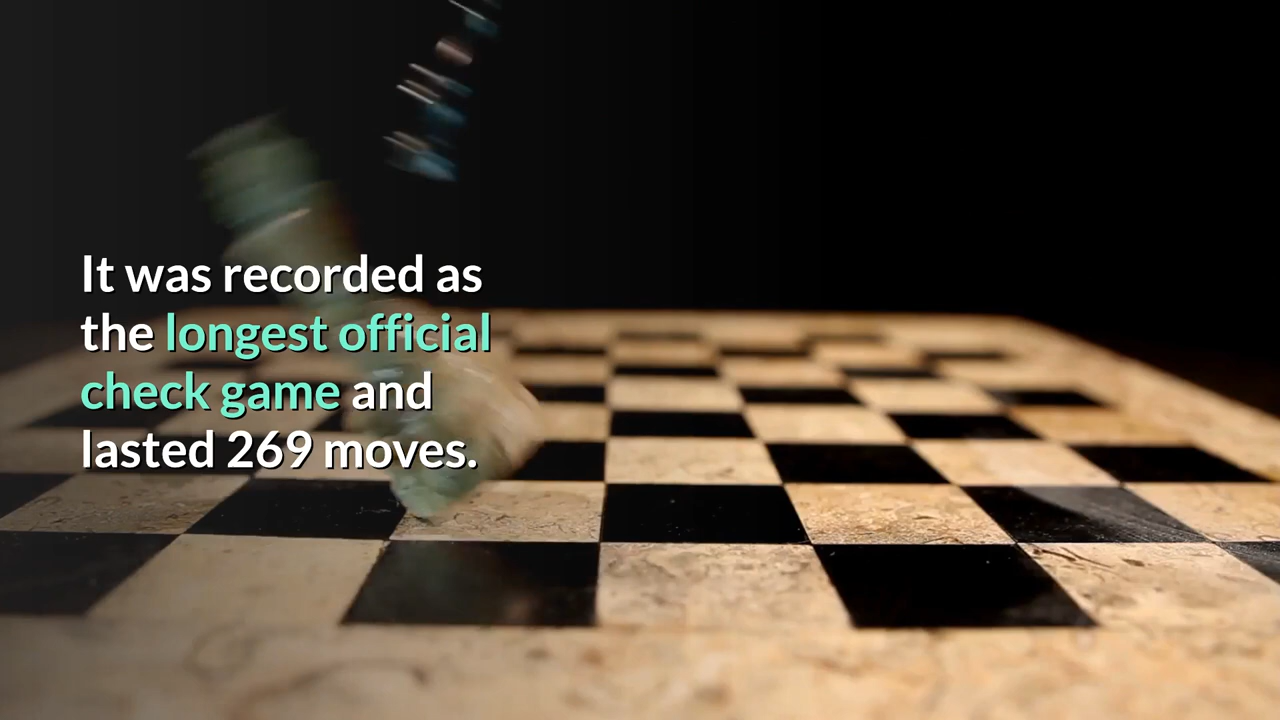 It was recorded as
the longest official
check game and
lasted 269 moves.